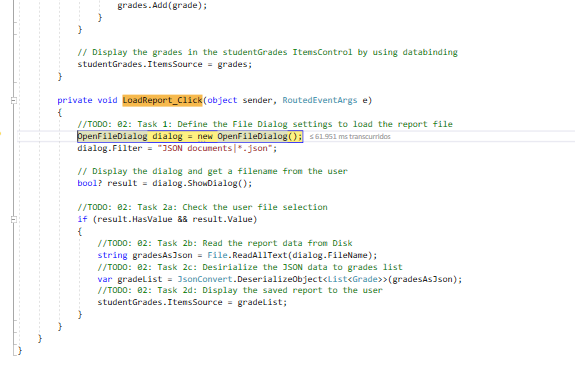 grades.Add(grade);
}
}
// Display the grades in the studentGrades ItemsControl by using databinding
studentGrades.ItemsSource = grades;
}
private void LoadReport_Click(object sender, RoutedEventArgs e)
{
//TODO: 02: Task 1: Define the File Dialog settings to load the report file
OpenFileDialog dialog = new OpenFileDialog(); ≤ 61.951 ms transcurridos
dialog.Filter = "JSON documents|*.json";
// Display the dialog and get a filename from the user
bool? result = dialog.ShowDialog();
//TODO: 02: Task 2a: Check the user file selection
if (result.HasValue && result.Value)
{
//TODO: 02: Task 2b: Read the report data from Disk
string gradesAsJson = File.ReadAllText(dialog.FileName);
//TODO: 02: Task 2c: Desirialize the JSON data to grades list
var gradeList = JsonConvert.DeserializeObject<List<Grade>>(gradesAsJson);
//TODO: 02: Task 2d: Display the saved report to the user
studentGrades.ItemsSource = gradeList;
}
}
}
}